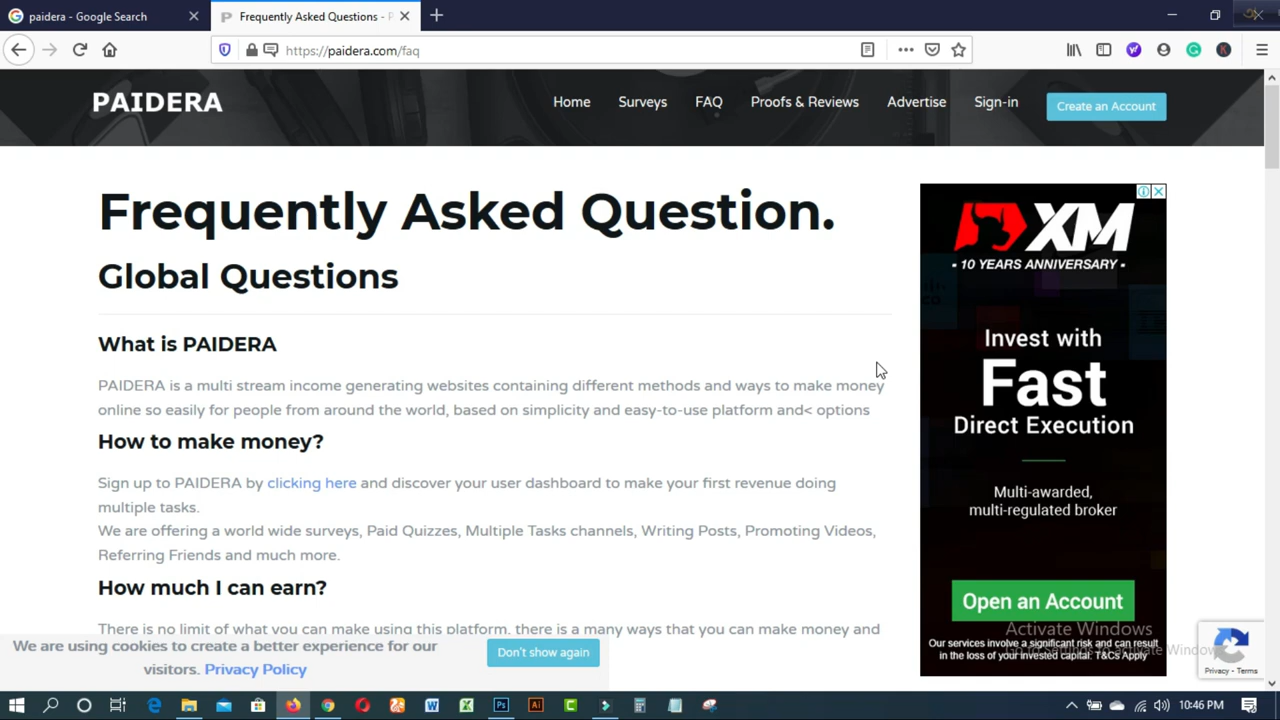 paidera - Google Search
Frequently Asked Questions - P
https://paidera.com/faq
PAIDERA
Home
Surveys
FAQ
Proofs & Reviews
Advertise
Sign-in
Create an Account
Frequently Asked Question.
Global Questions
What is PAIDERA
PAIDERA is a multi stream income generating websites containing different methods and ways to make money
online so easily for people from around the world, based on simplicity and easy-to-use platform and< options
How to make money?
Sign up to PAIDERA by clicking here and discover your user dashboard to make your first revenue doing
multiple tasks.
We are offering a world wide surveys, Paid Quizzes, Multiple Tasks channels, Writing Posts, Promoting Videos,
Referring Friends and much more.
How much I can earn?
There is no limit of what you can make using this platform, there is a many ways that you can make money and
We are using cookies to create a better experience for our
visitors. Privacy Policy
Don't show again
XM
- 10 YEARS ANNIVERSARY -
Invest with
Fast
Direct Execution
Multi-awarded,
multi-regulated broker
Open an Account
Activate Windows
Our services involve a significant risk and can result
in the loss of your invested capital. T&Cs Apply
Privacy - Terms
10:46 PM